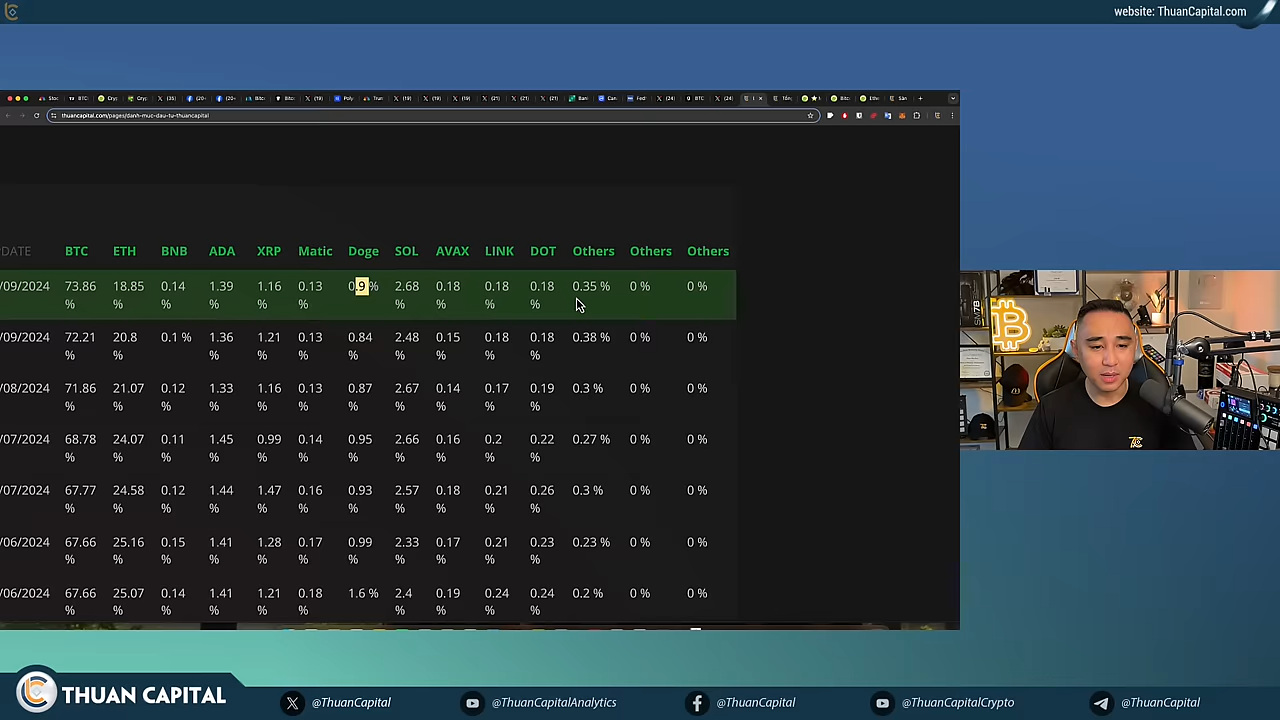 website: ThuanCapital.com
thuancapital.com/pages/danh-muc-dau-tu-thuancapital
BTC ETH BNB ADA XRP Matic Doge SOL AVAX LINK DOT Others Others Others
/09/2024 73.86 % 18.85 % 0.14 % 1.39 % 1.16 % 0.13 % 0.9 % 2.68 % 0.18 % 0.18 % 0.18 % 0.35 % 0 % 0 %
/09/2024 72.21 % 20.8 % 0.1 % 1.36 % 1.21 % 0.13 % 0.84 % 2.48 % 0.15 % 0.18 % 0.18 % 0.38 % 0 % 0 %
/08/2024 71.86 % 21.07 % 0.12 % 1.33 % 1.16 % 0.13 % 0.87 % 2.67 % 0.14 % 0.17 % 0.19 % 0.3 % 0 % 0 %
/07/2024 68.78 % 24.07 % 0.11 % 1.45 % 0.99 % 0.14 % 0.95 % 2.66 % 0.16 % 0.2 % 0.22 % 0.27 % 0 % 0 %
/07/2024 67.77 % 24.58 % 0.12 % 1.44 % 1.47 % 0.16 % 0.93 % 2.57 % 0.18 % 0.21 % 0.26 % 0.3 % 0 % 0 %
/06/2024 67.66 % 25.16 % 0.15 % 1.41 % 1.28 % 0.17 % 0.99 % 2.33 % 0.17 % 0.21 % 0.23 % 0.23 % 0 % 0 %
/06/2024 67.66 % 25.07 % 0.14 % 1.41 % 1.21 % 0.18 % 1.6 % 2.4 % 0.19 % 0.24 % 0.24 % 0.2 % 0 % 0 %
THUAN CAPITAL
@ThuanCapital
@ThuanCapitalAnalytics
@ThuanCapital
@ThuanCapitalCrypto
@ThuanCapital